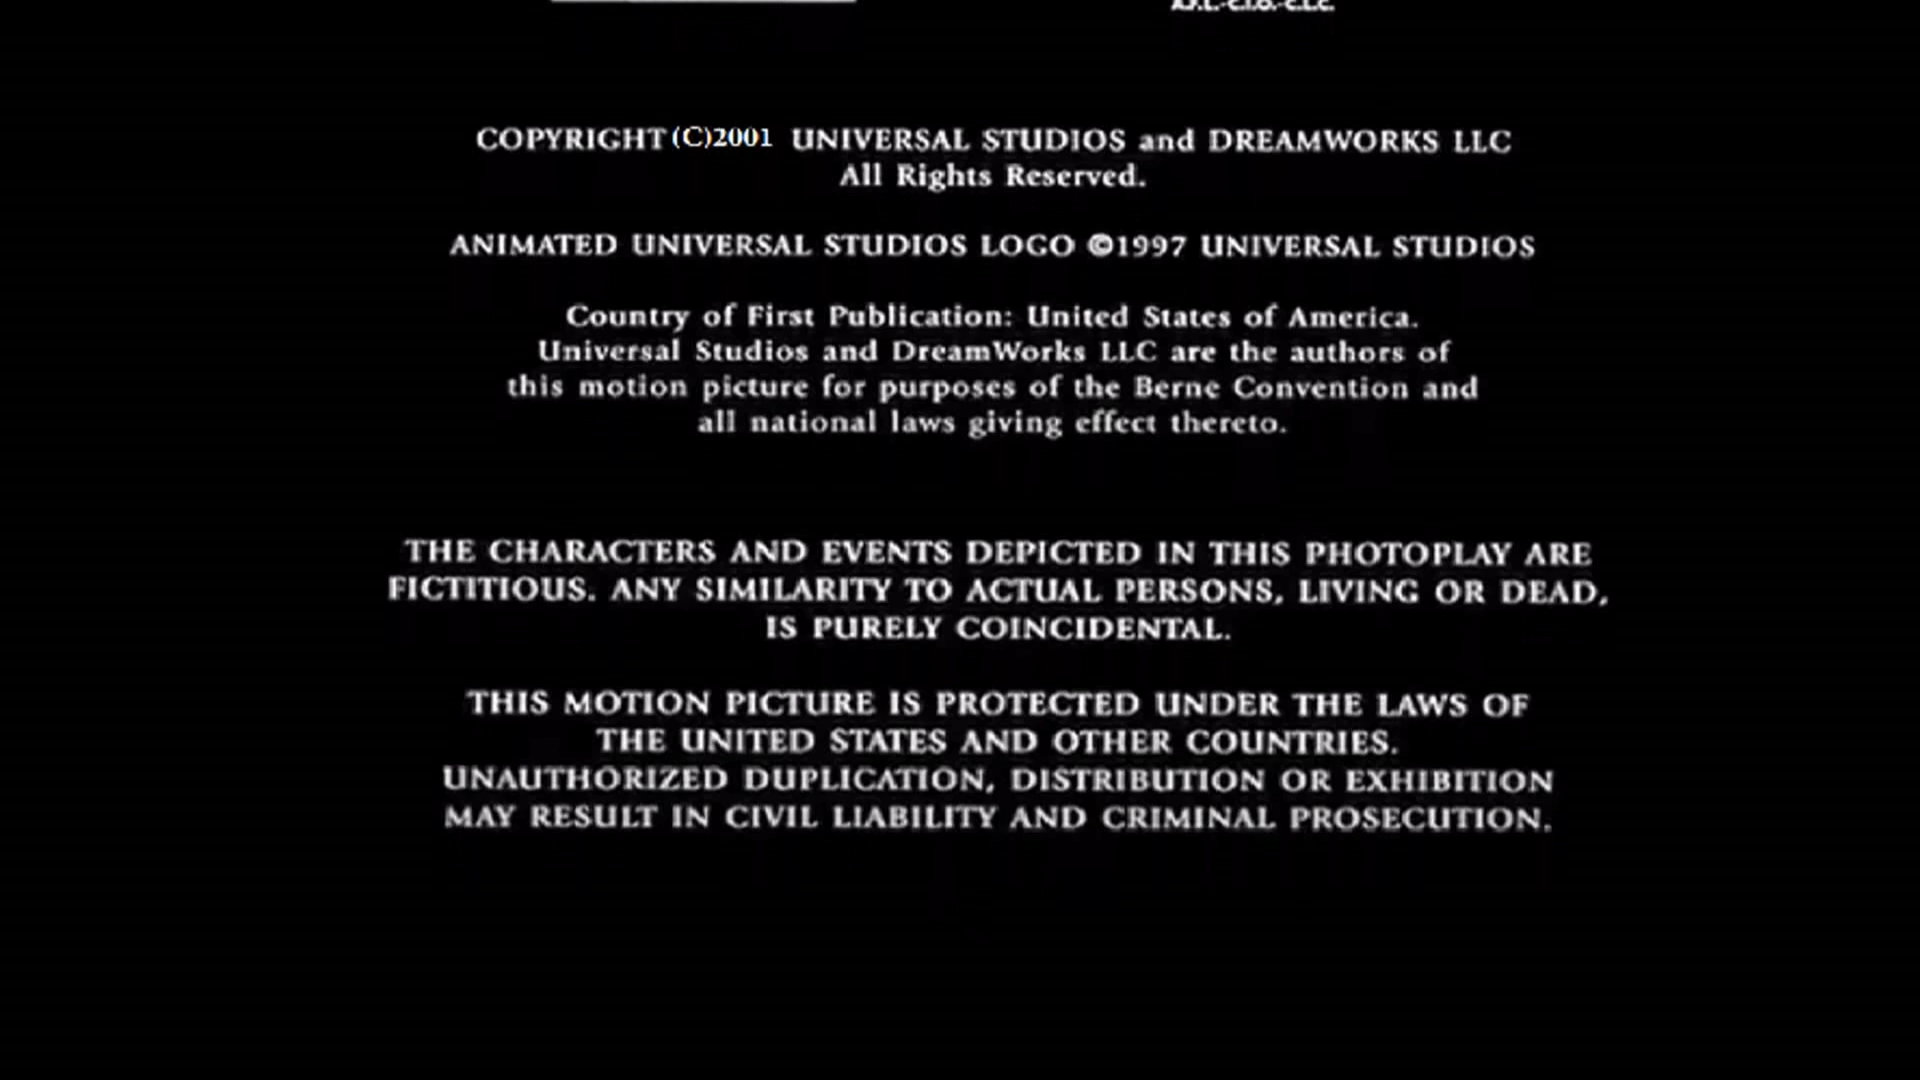 COPYRIGHT (C)2001 UNIVERSAL STUDIOS and DREAMWORKS LLC
All Rights Reserved.
ANIMATED UNIVERSAL STUDIOS LOGO ©1997 UNIVERSAL STUDIOS
Country of First Publication: United States of America.
Universal Studios and DreamWorks LLC are the authors of
this motion picture for purposes of the Berne Convention and
all national laws giving effect thereto.
THE CHARACTERS AND EVENTS DEPICTED IN THIS PHOTOPLAY ARE
FICTITIOUS. ANY SIMILARITY TO ACTUAL PERSONS, LIVING OR DEAD,
IS PURELY COINCIDENTAL.
THIS MOTION PICTURE IS PROTECTED UNDER THE LAWS OF
THE UNITED STATES AND OTHER COUNTRIES.
UNAUTHORIZED DUPLICATION, DISTRIBUTION OR EXHIBITION
MAY RESULT IN CIVIL LIABILITY AND CRIMINAL PROSECUTION.